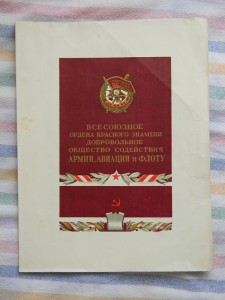 ВСЕСОЮЗНОЕ
ОРДЕНА КРАСНОГО ЗНАМЕНИ
ДОБРОВОЛЬНОЕ
ОБЩЕСТВО СОДЕЙСТВИЯ
АРМИИ, АВИАЦИИ И ФЛОТУ